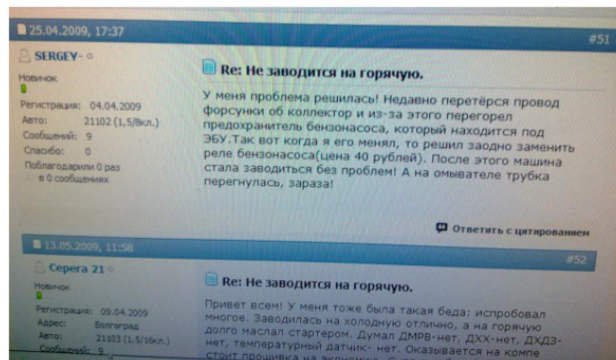 25.04.2009, 17:37
#51
SERGEY-
Новичок
Регистрация: 04.04.2009
Авто: 21102 (1,5/8кл.)
Сообщений: 9
Спасибо: 0
Поблагодарили 0 раз
в 0 сообщениях
Re: Не заводится на горячую.
У меня проблема решилась! Недавно перетёрся провод
форсунки об коллектор и из-за этого перегорел
предохранитель бензонасоса, который находится под
ЭБУ.Так вот когда я его менял, то решил заодно заменить
реле бензонасоса(цена 40 рублей). После этого машина
стала заводиться без проблем! А на омывателе трубка
перегнулась, зараза!
Ответить с цитированием
13.05.2009, 11:58
#52
Серега 21
Новичок
Регистрация: 09.04.2009
Адрес: Волгоград
Авто: 21103 (1,5/16кл.)
Сообщений: 9
Re: Не заводится на горячую.
Привет всем! У меня тоже была такая беда: испробовал
многое. Заводилась на холодную отлично, а на горячую
долго маслал стартером. Думал ДМРВ-нет, ДХХ-нет, ДХДЗ-
нет, температурный датчик- нет. Оказывается на компе
стоит прошивка на